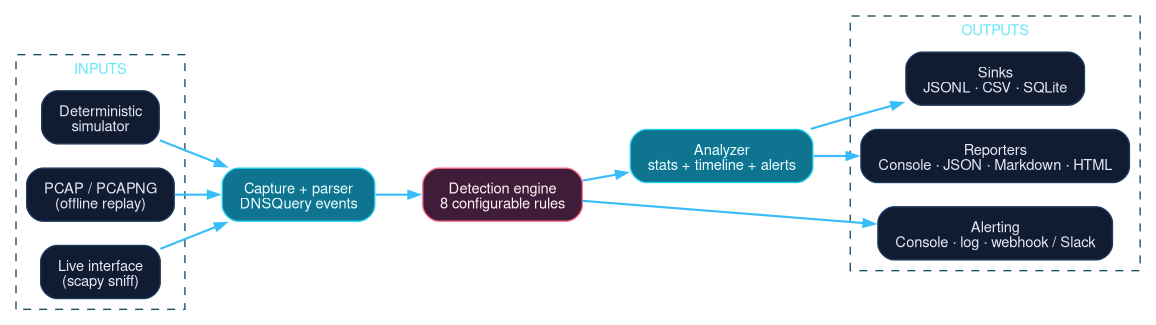 INPUTS
Deterministic
simulator
PCAP / PCAPNG
(offline replay)
Live interface
(scapy sniff)
Capture + parser
DNSQuery events
Detection engine
8 configurable rules
Analyzer
stats + timeline + alerts
OUTPUTS
Sinks
JSONL · CSV · SQLite
Reporters
Console · JSON · Markdown · HTML
Alerting
Console · log · webhook / Slack